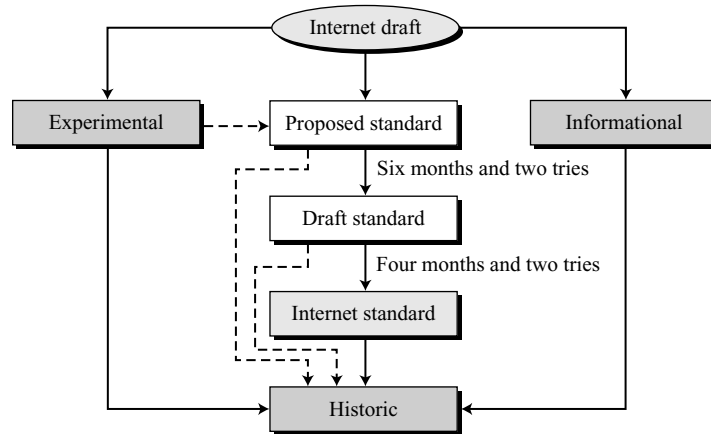 Internet draft
Experimental
Proposed standard
Informational
Six months and two tries
Draft standard
Four months and two tries
Internet standard
Historic